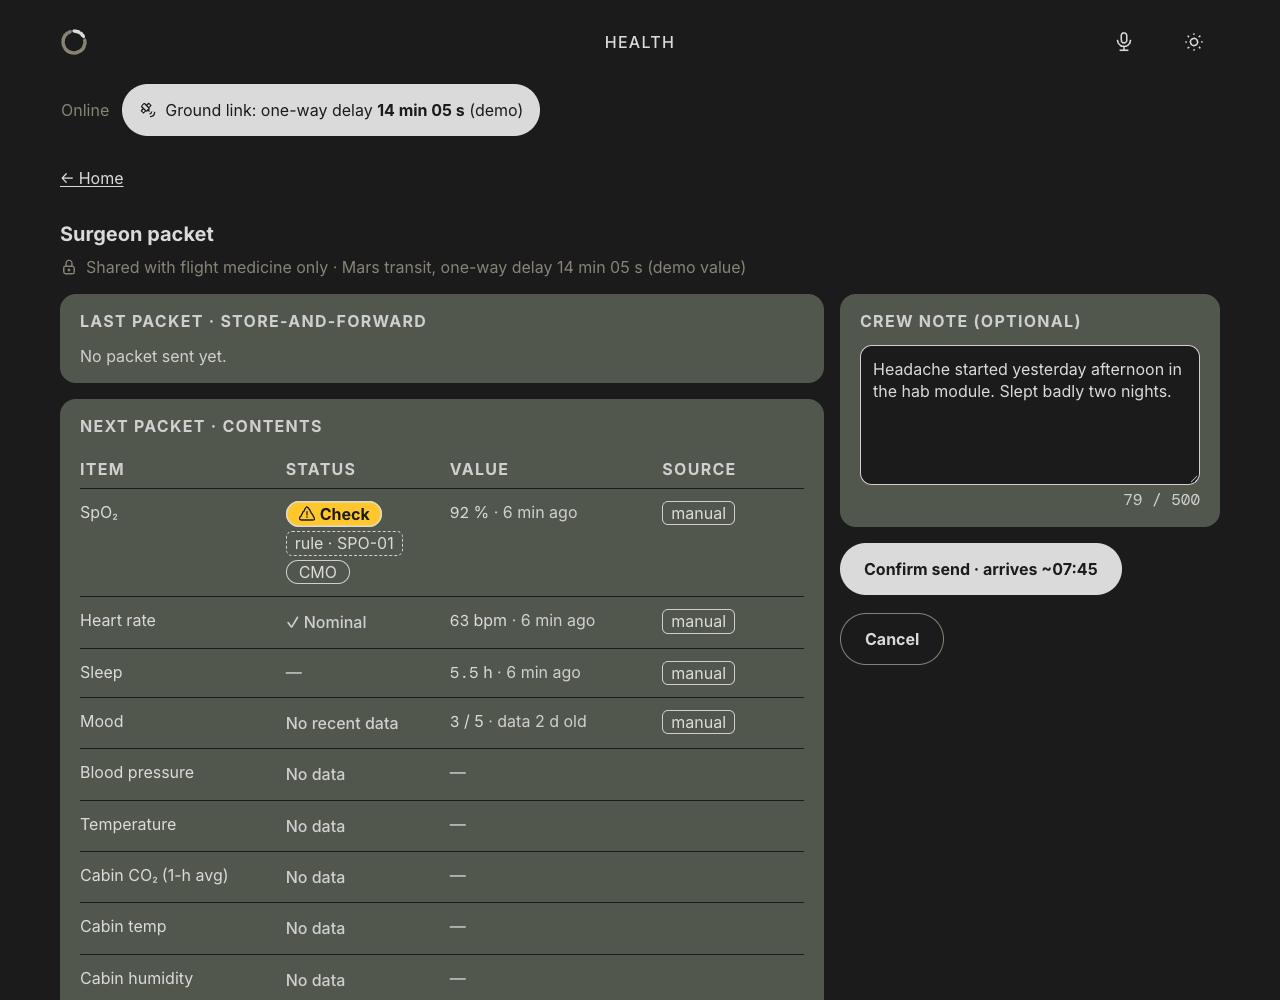 HEALTH
Online
Ground link: one-way delay 14 min 05 s (demo)
← Home
Surgeon packet
Shared with flight medicine only · Mars transit, one-way delay 14 min 05 s (demo value)
LAST PACKET · STORE-AND-FORWARD
No packet sent yet.
NEXT PACKET · CONTENTS
ITEM STATUS VALUE SOURCE
SpO₂ Check 92 % · 6 min ago manual
rule · SPO-01
CMO
Heart rate ✓ Nominal 63 bpm · 6 min ago manual
Sleep — 5.5 h · 6 min ago manual
Mood No recent data 3 / 5 · data 2 d old manual
Blood pressure No data —
Temperature No data —
Cabin CO₂ (1-h avg) No data —
Cabin temp No data —
Cabin humidity No data —
CREW NOTE (OPTIONAL)
Headache started yesterday afternoon in
the hab module. Slept badly two nights.
79 / 500
Confirm send · arrives ~07:45
Cancel